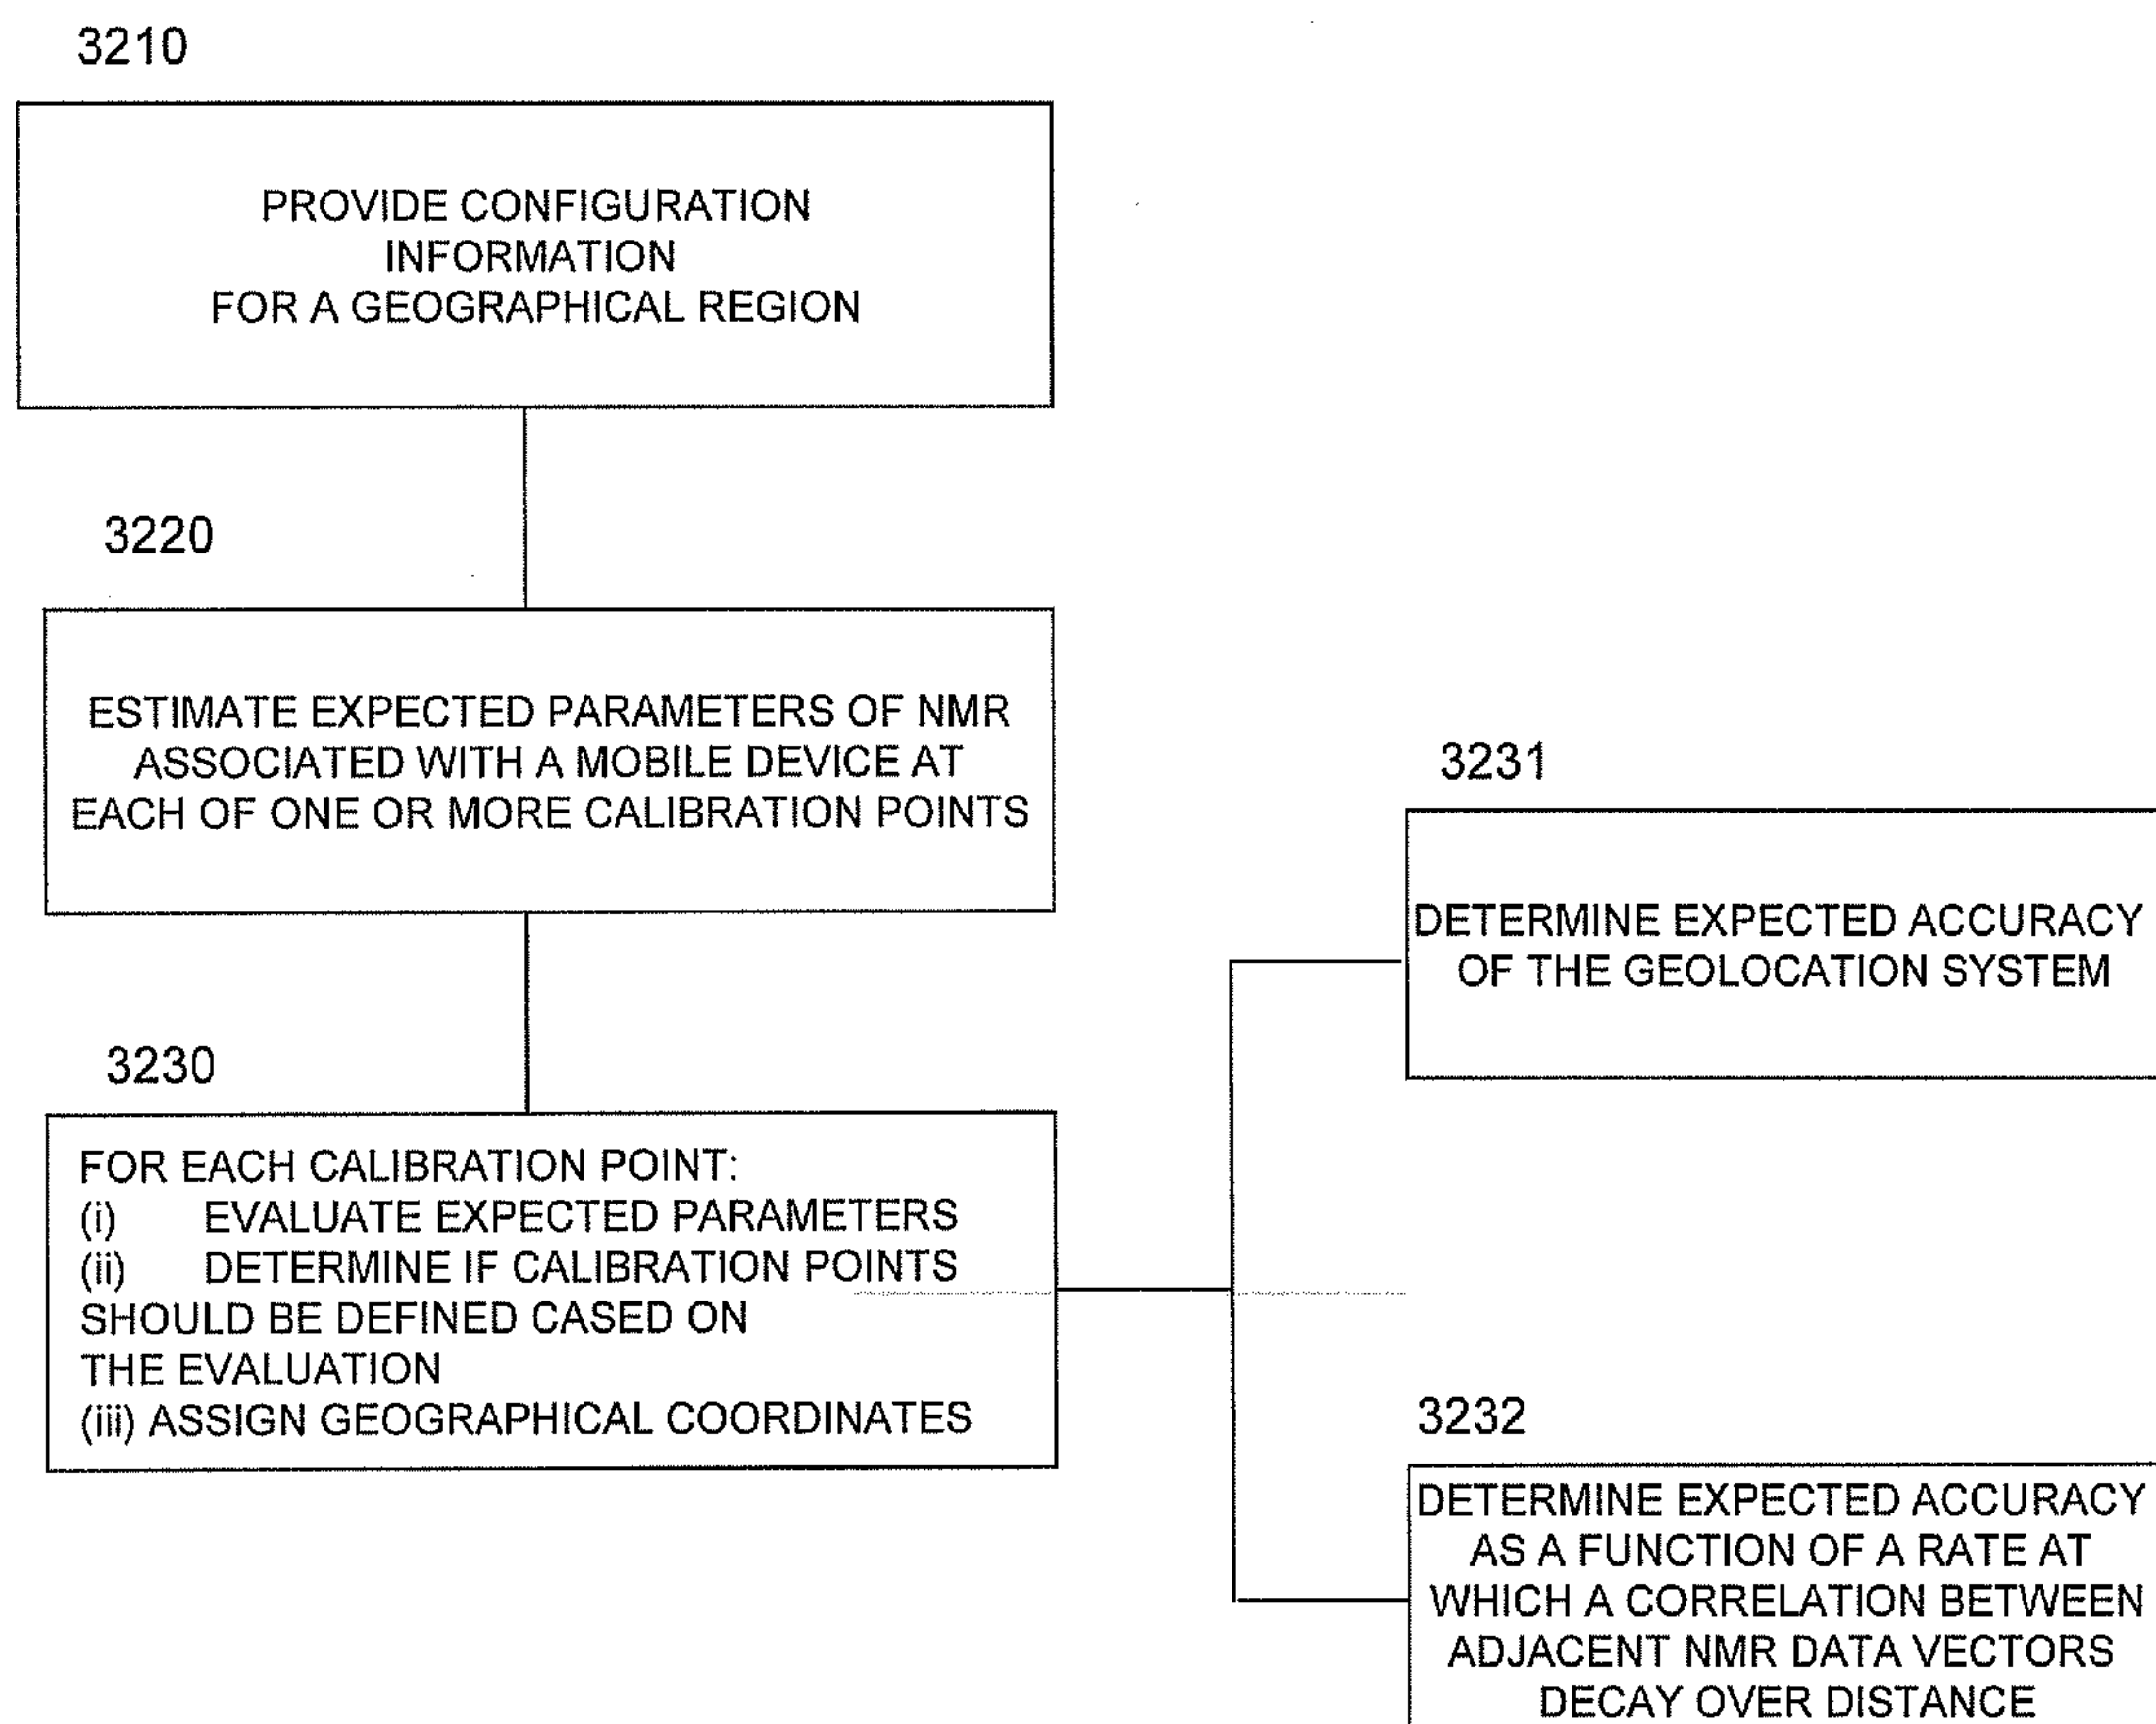 3210
PROVIDE CONFIGURATION
INFORMATION
FOR A GEOGRAPHICAL REGION
3220
ESTIMATE EXPECTED PARAMETERS OF NMR
ASSOCIATED WITH A MOBILE DEVICE AT
EACH OF ONE OR MORE CALIBRATION POINTS
3230
FOR EACH CALIBRATION POINT:
(i) EVALUATE EXPECTED PARAMETERS
(ii) DETERMINE IF CALIBRATION POINTS
SHOULD BE DEFINED CASED ON
THE EVALUATION
(iii) ASSIGN GEOGRAPHICAL COORDINATES
3231
DETERMINE EXPECTED ACCURACY
OF THE GEOLOCATION SYSTEM
3232
DETERMINE EXPECTED ACCURACY
AS A FUNCTION OF A RATE AT
WHICH A CORRELATION BETWEEN
ADJACENT NMR DATA VECTORS
DECAY OVER DISTANCE